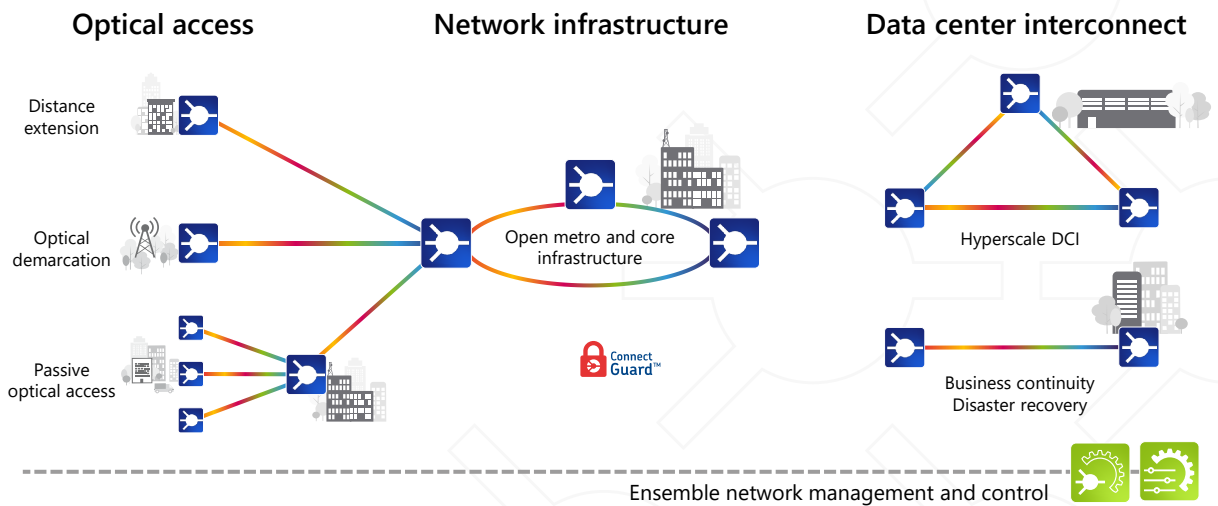 Optical access
Network infrastructure
Data center interconnect
Distance
extension
Optical
demarcation
Passive
optical access
Open metro and core
infrastructure
Connect
Guard™
Hyperscale DCI
Business continuity
Disaster recovery
Ensemble network management and control